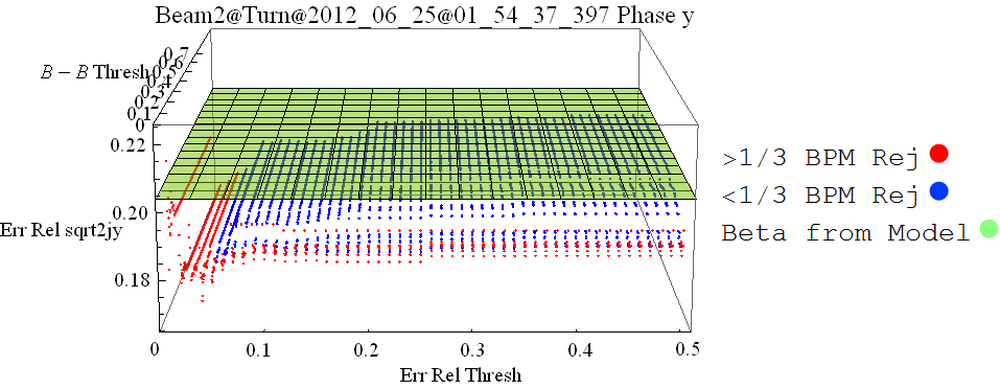 Beam2@Turn@2012_06_25@01_54_37_397 Phase y
0.7
0.6
B − B Thresh
0.5
0.4
0.3
0.2
0.1
0
0.22
>1/3 BPM Rej
<1/3 BPM Rej
0.20
Err Rel sqrt2jy
Beta from Model
0.18
0 0.1 0.2 0.3 0.4 0.5
Err Rel Thresh